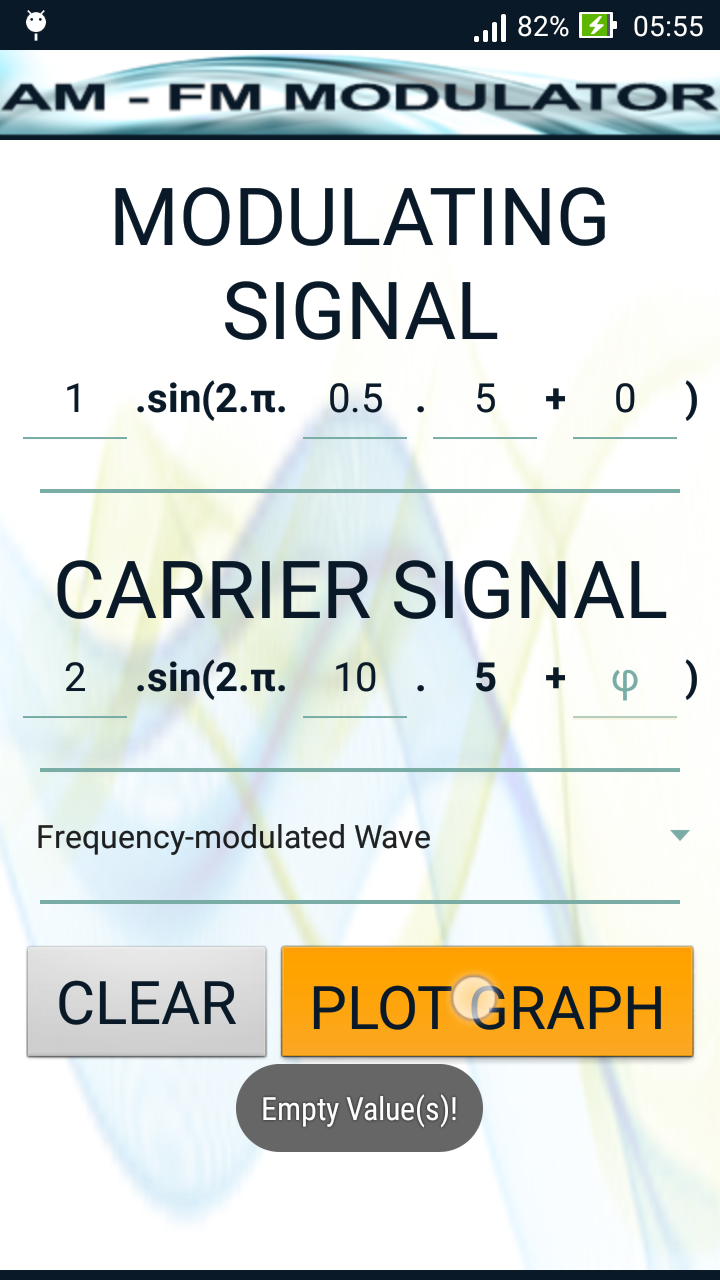 82% 05:55
AM - FM MODULATOR
MODULATING
SIGNAL
1 .sin(2.π. 0.5 . 5 + 0 )
CARRIER SIGNAL
2 .sin(2.π. 10 . 5 + φ )
Frequency-modulated Wave
CLEAR PLOT GRAPH
Empty Value(s)!